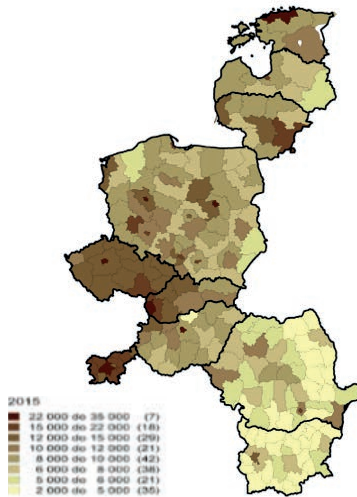 2015
22 000 do 35 000 (7)
15 000 do 22 000 (18)
12 000 do 15 000 (29)
10 000 do 12 000 (21)
8 000 do 10 000 (42)
6 000 do 8 000 (38)
5 000 do 6 000 (21)
2 000 do 5 000 (35)